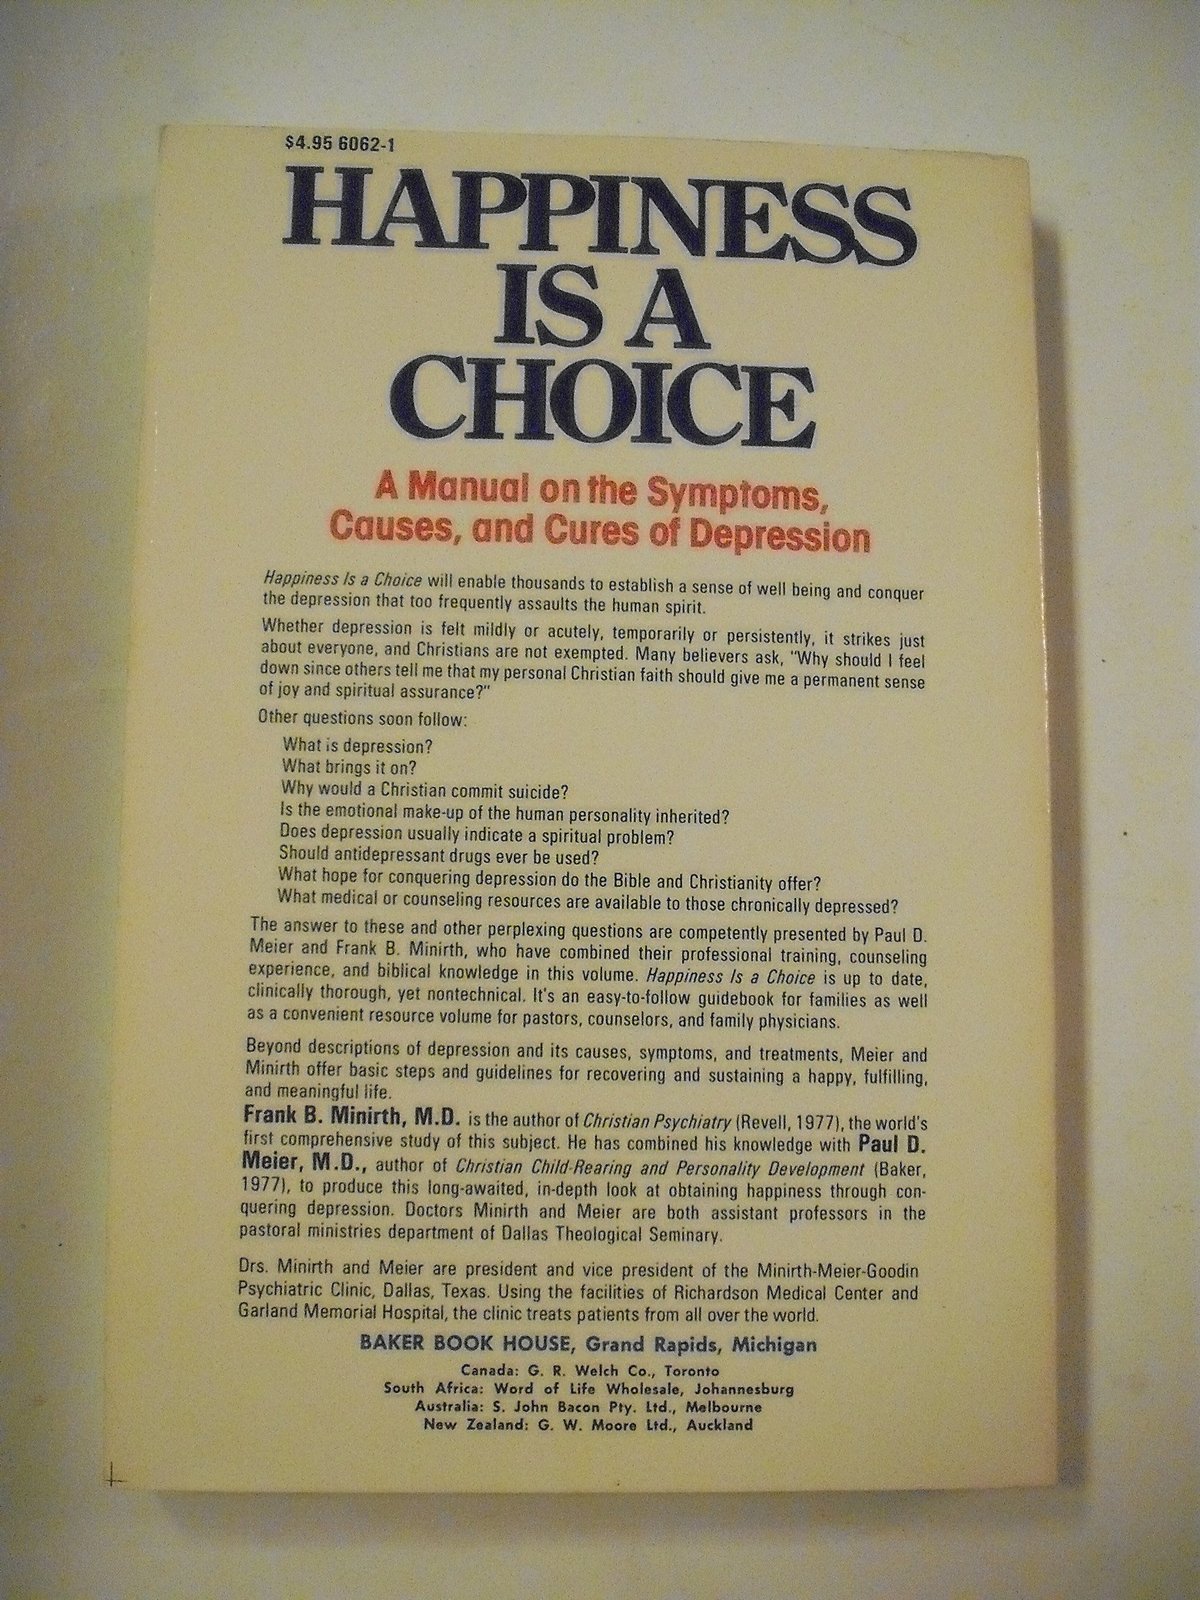 $4.95 6062-1
HAPPINESS
IS A
CHOICE
A Manual on the Symptoms,
Causes, and Cures of Depression
Happiness Is a Choice will enable thousands to establish a sense of well being and conquer
the depression that too frequently assaults the human spirit.
Whether depression is felt mildly or acutely, temporarily or persistently, it strikes just
about everyone, and Christians are not exempted. Many believers ask, "Why should I feel
down since others tell me that my personal Christian faith should give me a permanent sense
of joy and spiritual assurance?"
Other questions soon follow:
What is depression?
What brings it on?
Why would a Christian commit suicide?
Is the emotional make-up of the human personality inherited?
Does depression usually indicate a spiritual problem?
Should antidepressant drugs ever be used?
What hope for conquering depression do the Bible and Christianity offer?
What medical or counseling resources are available to those chronically depressed?
The answer to these and other perplexing questions are competently presented by Paul D.
Meier and Frank B. Minirth, who have combined their professional training, counseling
experience, and biblical knowledge in this volume. Happiness Is a Choice is up to date,
clinically thorough, yet nontechnical. It's an easy-to-follow guidebook for families as well
as a convenient resource volume for pastors, counselors, and family physicians.
Beyond descriptions of depression and its causes, symptoms, and treatments, Meier and
Minirth offer basic steps and guidelines for recovering and sustaining a happy, fulfilling,
and meaningful life.
Frank B. Minirth, M.D. is the author of Christian Psychiatry (Revell, 1977), the world's
first comprehensive study of this subject. He has combined his knowledge with Paul D.
Meier, M.D., author of Christian Child-Rearing and Personality Development (Baker,
1977), to produce this long-awaited, in-depth look at obtaining happiness through con-
quering depression. Doctors Minirth and Meier are both assistant professors in the
pastoral ministries department of Dallas Theological Seminary.
Drs. Minirth and Meier are president and vice president of the Minirth-Meier-Goodin
Psychiatric Clinic, Dallas, Texas. Using the facilities of Richardson Medical Center and
Garland Memorial Hospital, the clinic treats patients from all over the world.
BAKER BOOK HOUSE, Grand Rapids, Michigan
Canada: G. R. Welch Co., Toronto
South Africa: Word of Life Wholesale, Johannesburg
Australia: S. John Bacon Pty. Ltd., Melbourne
New Zealand: G. W. Moore Ltd., Auckland